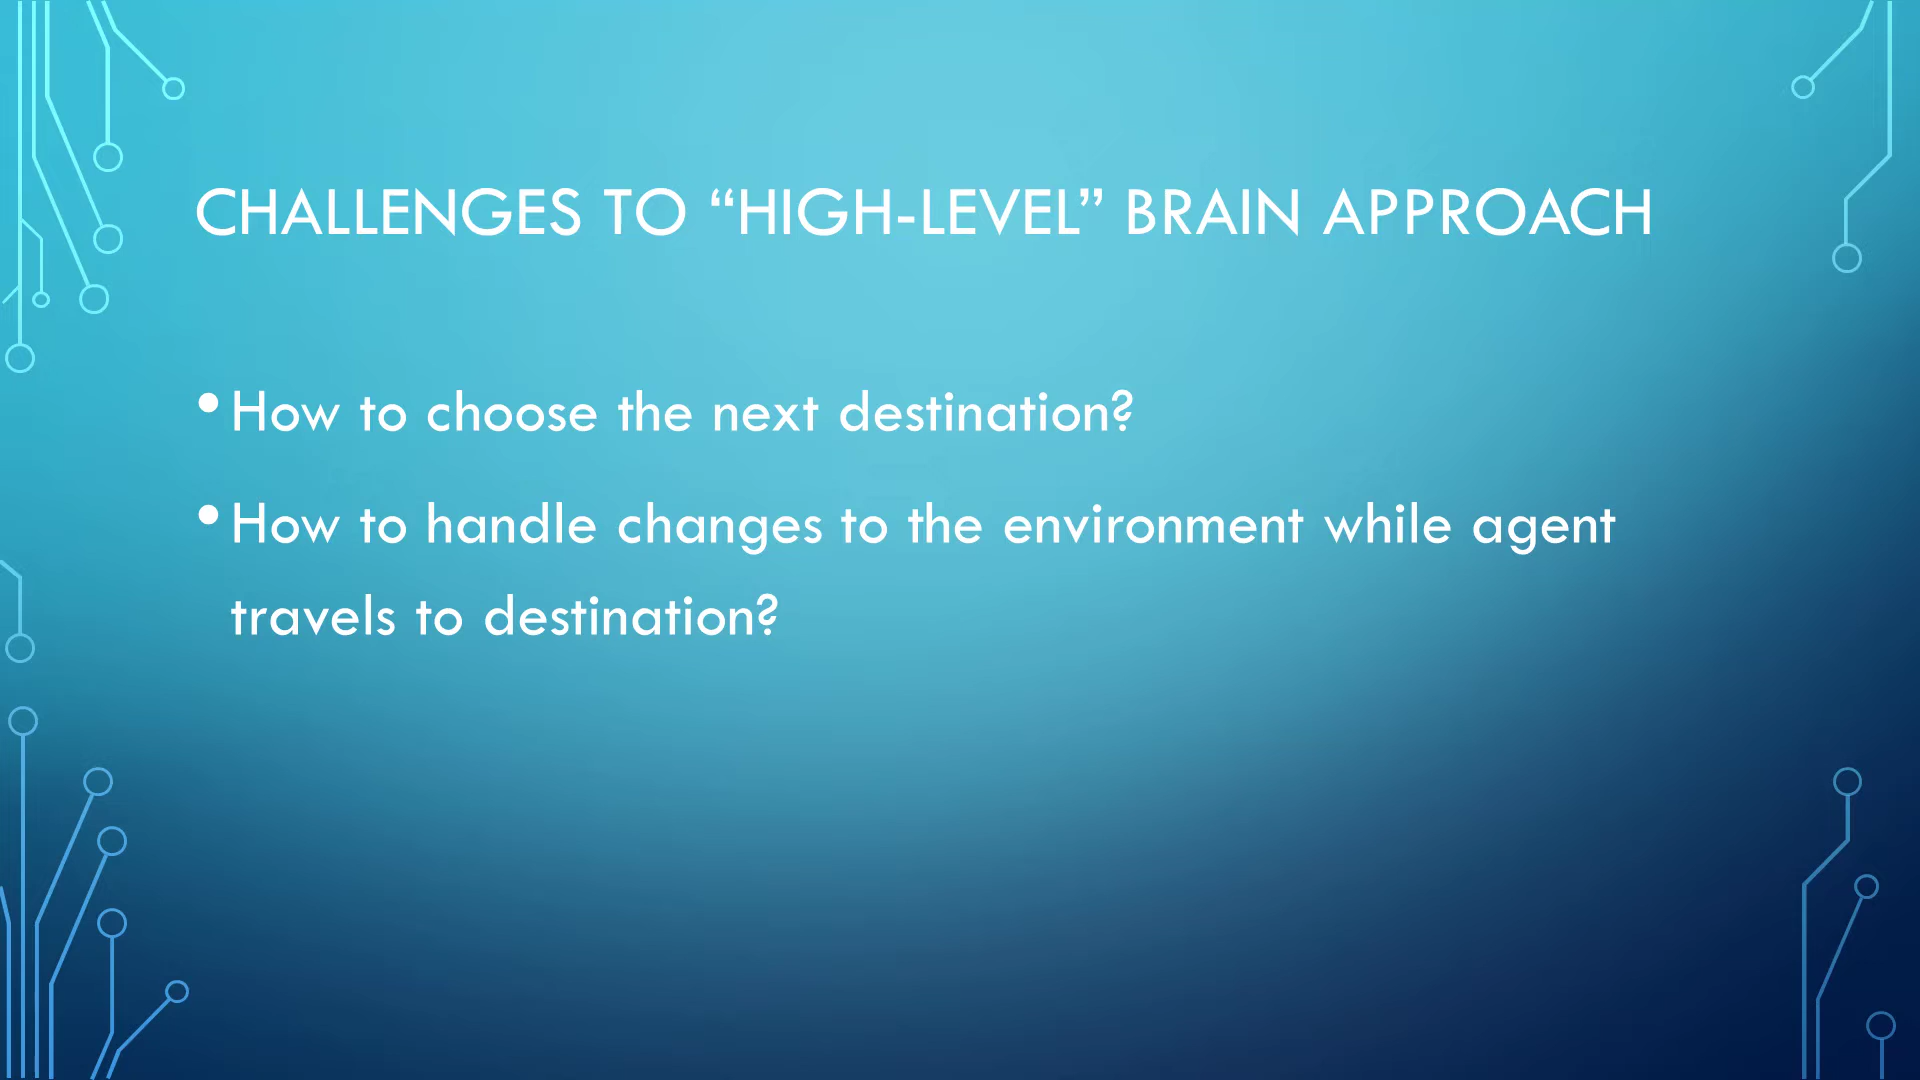 CHALLENGES TO “HIGH-LEVEL” BRAIN APPROACH
• How to choose the next destination?
• How to handle changes to the environment while agent
travels to destination?